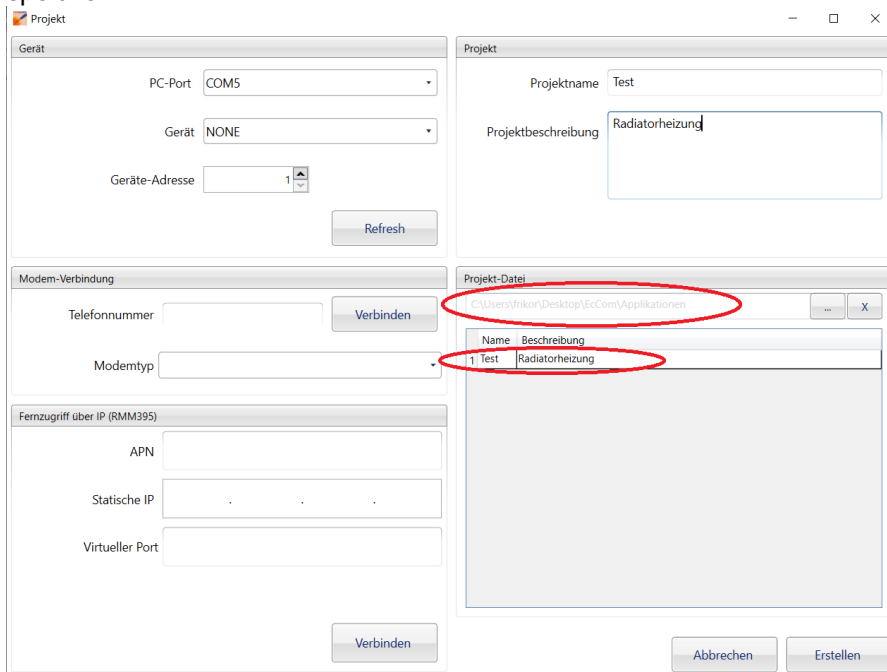 Projekt
Gerät
PC-Port COM5
Gerät NONE
Geräte-Adresse 1
Refresh
Projekt
Projektname Test
Projektbeschreibung Radiatorheizung
Modem-Verbindung
Telefonnummer Verbinden
Modemtyp
Projekt-Datei
C:\Users\frikor\Desktop\EcCom\Applikationen ... X
Name Beschreibung
1 Test Radiatorheizung
Fernzugriff über IP (RMM395)
APN
Statische IP . . .
Virtueller Port
Verbinden
Abbrechen Erstellen